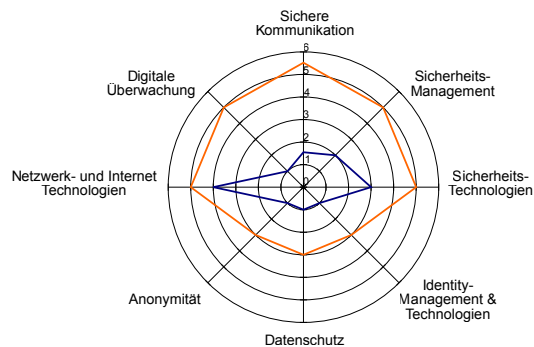 Sichere
Kommunikation
6
5
4
3
2
1
0
Digitale
Überwachung
Sicherheits-
Management
Netzwerk- und Internet
Technologien
Sicherheits-
Technologien
Anonymität
Identity-
Management &
Technologien
Datenschutz